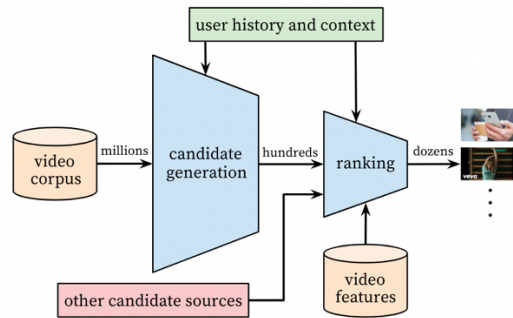 user history and context
millions
video
corpus
candidate
generation
hundreds
ranking
dozens
vevo
other candidate sources
video
features